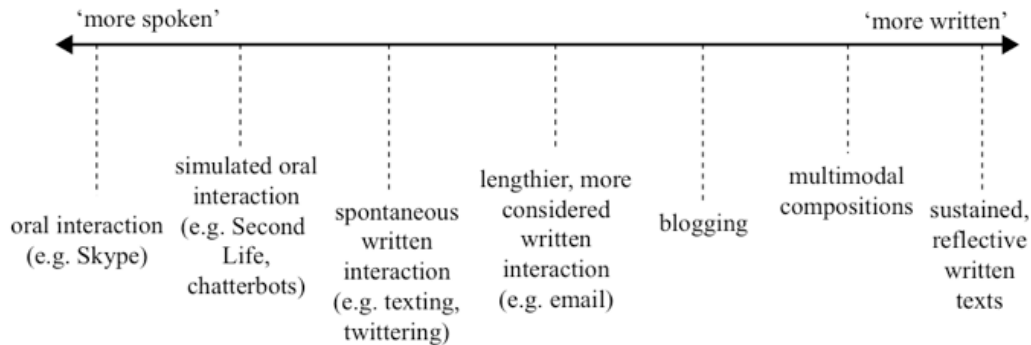 ‘more spoken’
‘more written’
oral interaction
(e.g. Skype)
simulated oral
interaction
(e.g. Second
Life,
chatterbots)
spontaneous
written
interaction
(e.g. texting,
twittering)
lengthier, more
considered
written
interaction
(e.g. email)
blogging
multimodal
compositions
sustained,
reflective
written
texts